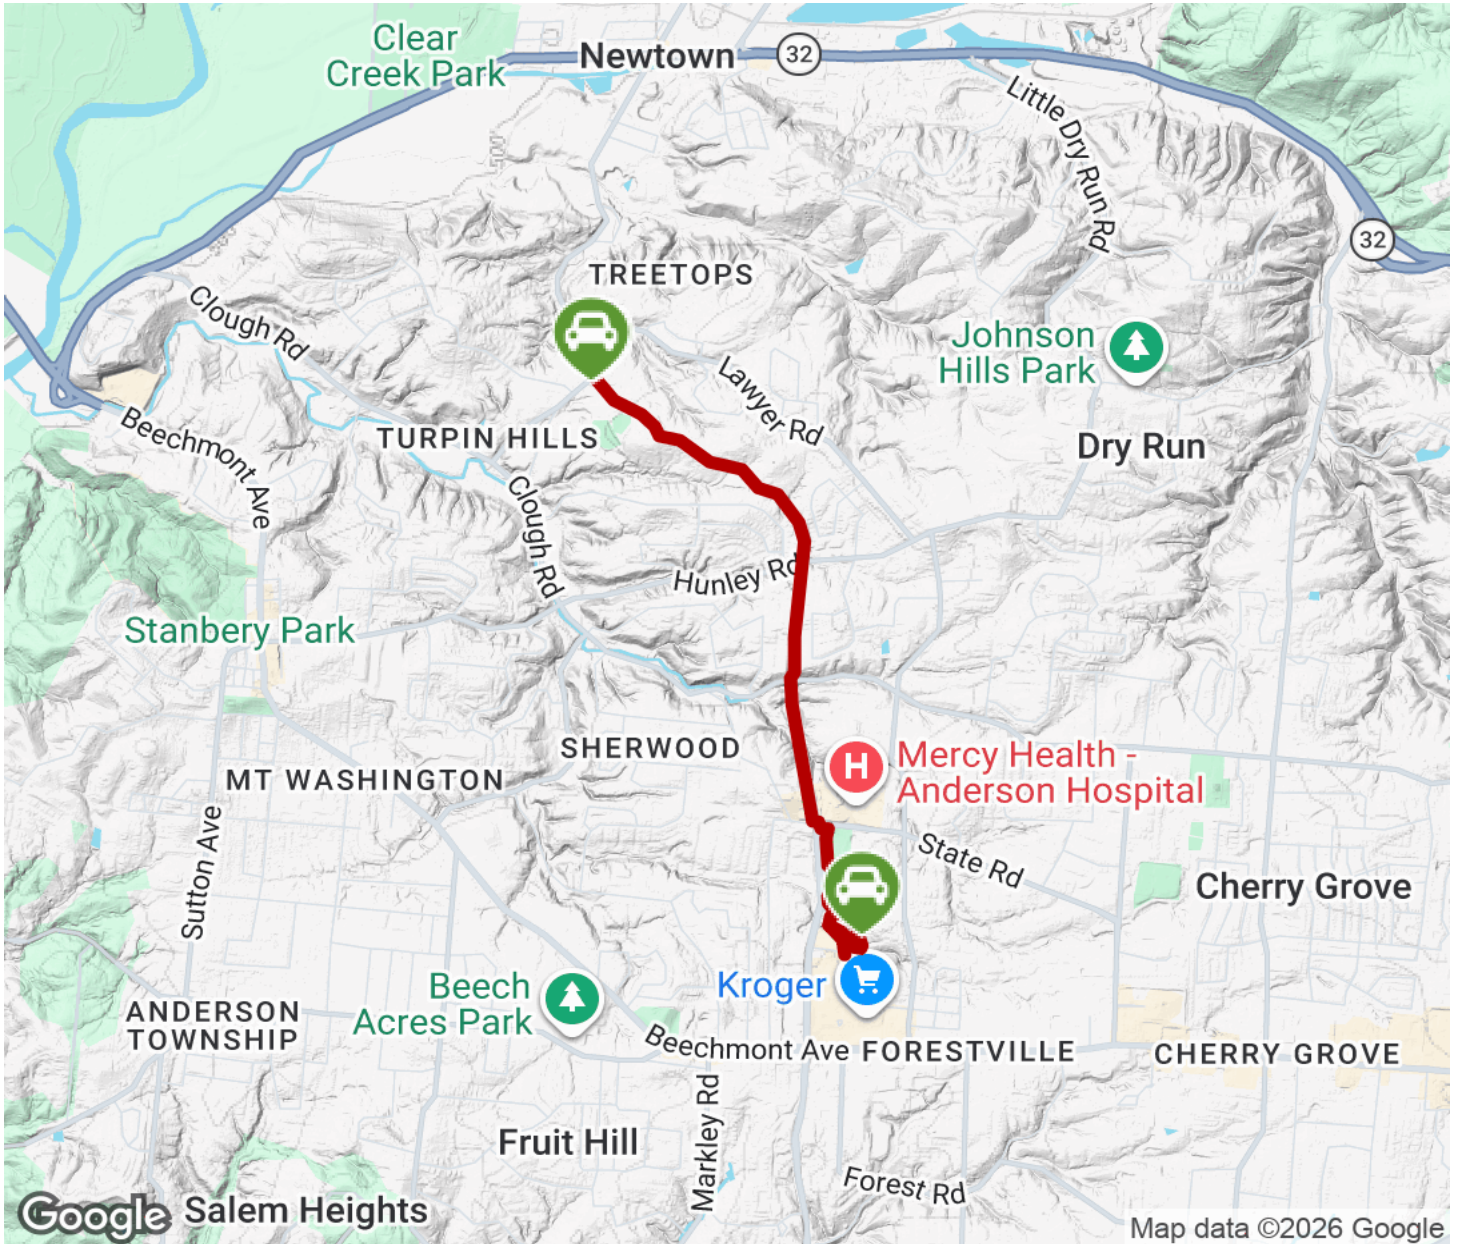 Clear
Creek Park
Newtown
32
Little Dry Run Rd
32
TREETOPS
Clough Rd
Johnson
Hills Park
Lawyer Rd
Beechmont Ave
TURPIN HILLS
Dry Run
Clough Rd
Hunley Rd
Stanbery Park
SHERWOOD
H
Mercy Health -
Anderson Hospital
MT WASHINGTON
Sutton Ave
State Rd
Cherry Grove
Beech
Acres Park
Kroger
ANDERSON
TOWNSHIP
Beechmont Ave
FORESTVILLE
CHERRY GROVE
Markley Rd
Fruit Hill
Forest Rd
Google
Salem Heights
Map data ©2026 Google